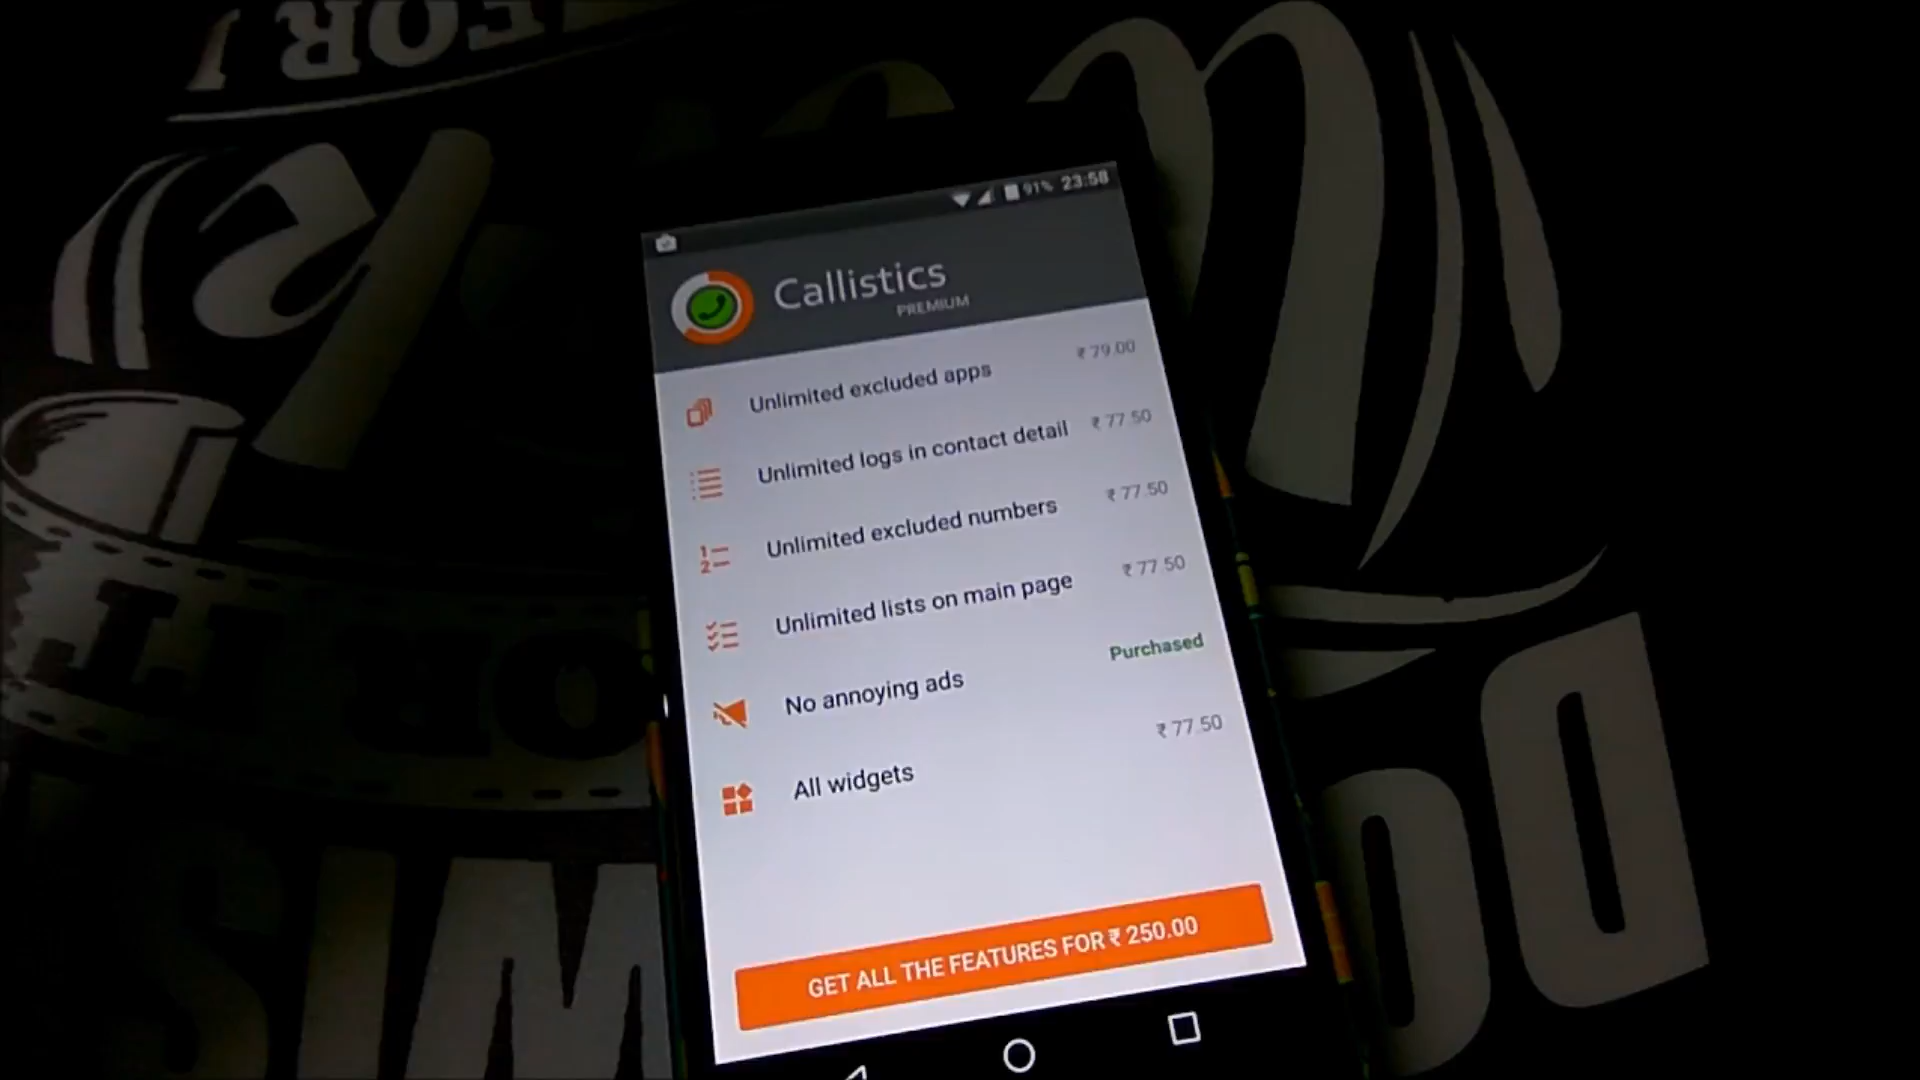 FOR
91% 23:58
Callistics
PREMIUM
Unlimited excluded apps ₹ 79.00
Unlimited logs in contact detail ₹ 77.50
Unlimited excluded numbers ₹ 77.50
Unlimited lists on main page ₹ 77.50
No annoying ads Purchased
All widgets ₹ 77.50
GET ALL THE FEATURES FOR ₹ 250.00